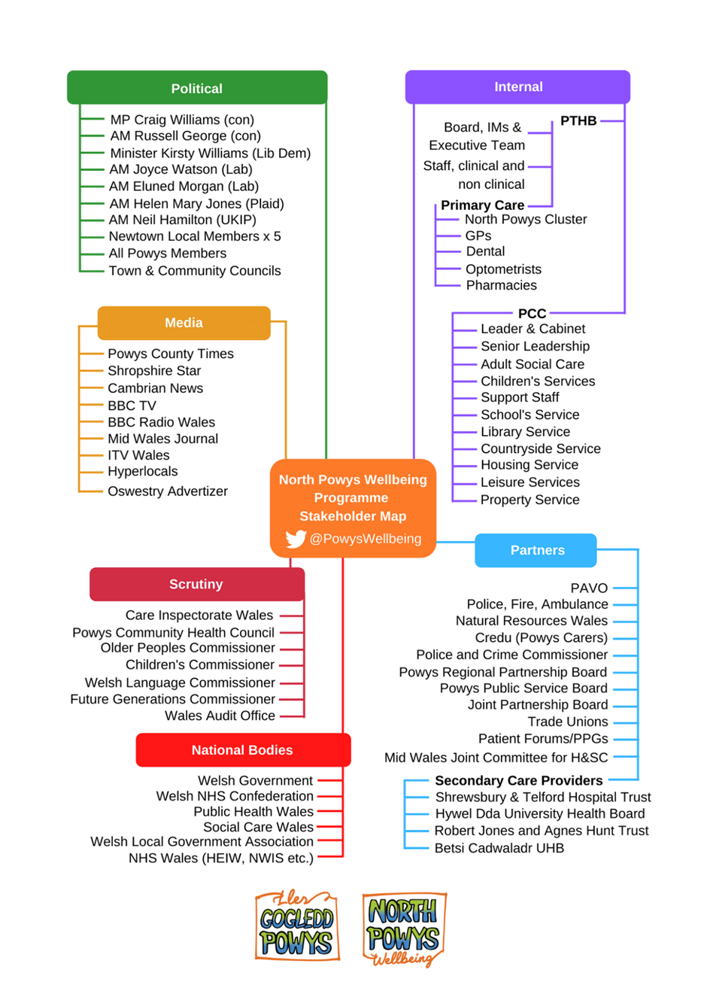 Political
MP Craig Williams (con)
AM Russell George (con)
Minister Kirsty Williams (Lib Dem)
AM Joyce Watson (Lab)
AM Eluned Morgan (Lab)
AM Helen Mary Jones (Plaid)
AM Neil Hamilton (UKIP)
Newtown Local Members x 5
All Powys Members
Town & Community Councils
Internal
PTHB
Board, IMs &
Executive Team
Staff, clinical and
non clinical
Primary Care
North Powys Cluster
GPs
Dental
Optometrists
Pharmacies
PCC
Leader & Cabinet
Senior Leadership
Adult Social Care
Children's Services
Support Staff
School's Service
Library Service
Countryside Service
Housing Service
Leisure Services
Property Service
Media
Powys County Times
Shropshire Star
Cambrian News
BBC TV
BBC Radio Wales
Mid Wales Journal
ITV Wales
Hyperlocals
Oswestry Advertizer
North Powys Wellbeing
Programme
Stakeholder Map
@PowysWellbeing
Scrutiny
Care Inspectorate Wales
Powys Community Health Council
Older Peoples Commissioner
Children's Commissioner
Welsh Language Commissioner
Future Generations Commissioner
Wales Audit Office
Partners
PAVO
Police, Fire, Ambulance
Natural Resources Wales
Credu (Powys Carers)
Police and Crime Commissioner
Powys Regional Partnership Board
Powys Public Service Board
Joint Partnership Board
Trade Unions
Patient Forums/PPGs
Mid Wales Joint Committee for H&SC
Secondary Care Providers
Shrewsbury & Telford Hospital Trust
Hywel Dda University Health Board
Robert Jones and Agnes Hunt Trust
Betsi Cadwaladr UHB
National Bodies
Welsh Government
Welsh NHS Confederation
Public Health Wales
Social Care Wales
Welsh Local Government Association
NHS Wales (HEIW, NWIS etc.)
Lles
GOGLEDD
POWYS
NORTH
POWYS
Wellbeing